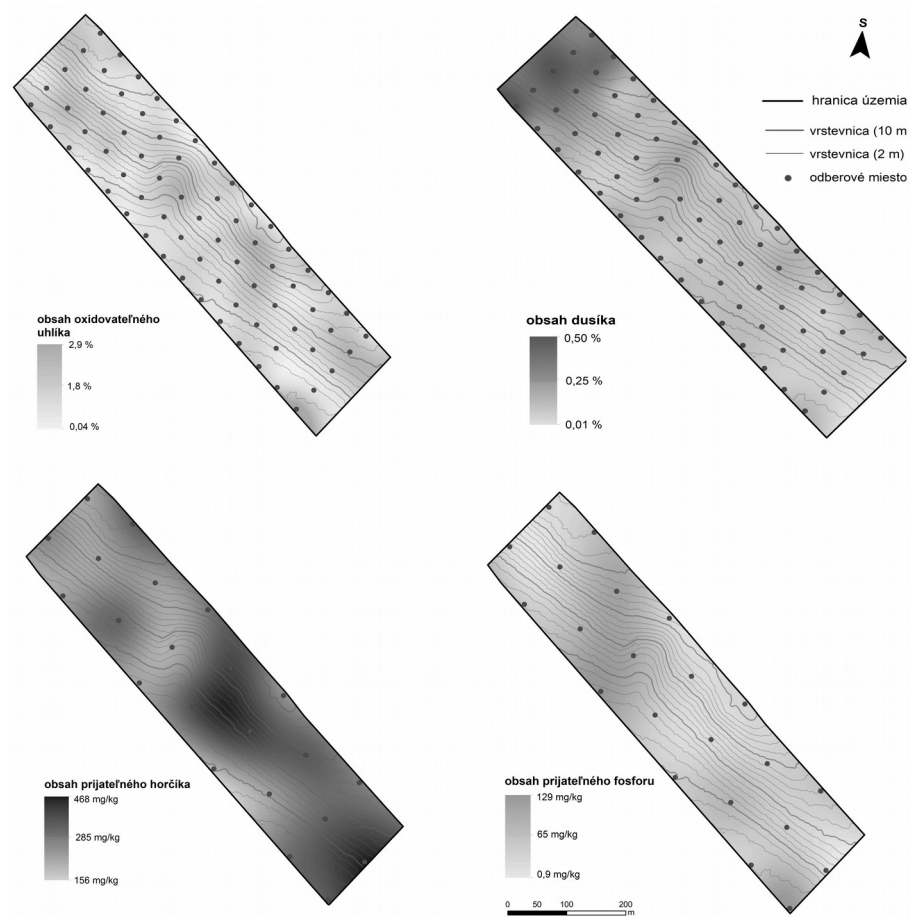 S
hranica územia
vrstevnica (10 m
vrstevnica (2 m)
odberové miesto
obsah oxidovateľného
uhlíka
2,9 %
1,8 %
0,04 %
obsah dusíka
0,50 %
0,25 %
0,01 %
obsah prijateľného horčíka
468 mg/kg
285 mg/kg
156 mg/kg
obsah prijateľného fosforu
129 mg/kg
65 mg/kg
0,9 mg/kg
0 50 100 200
m